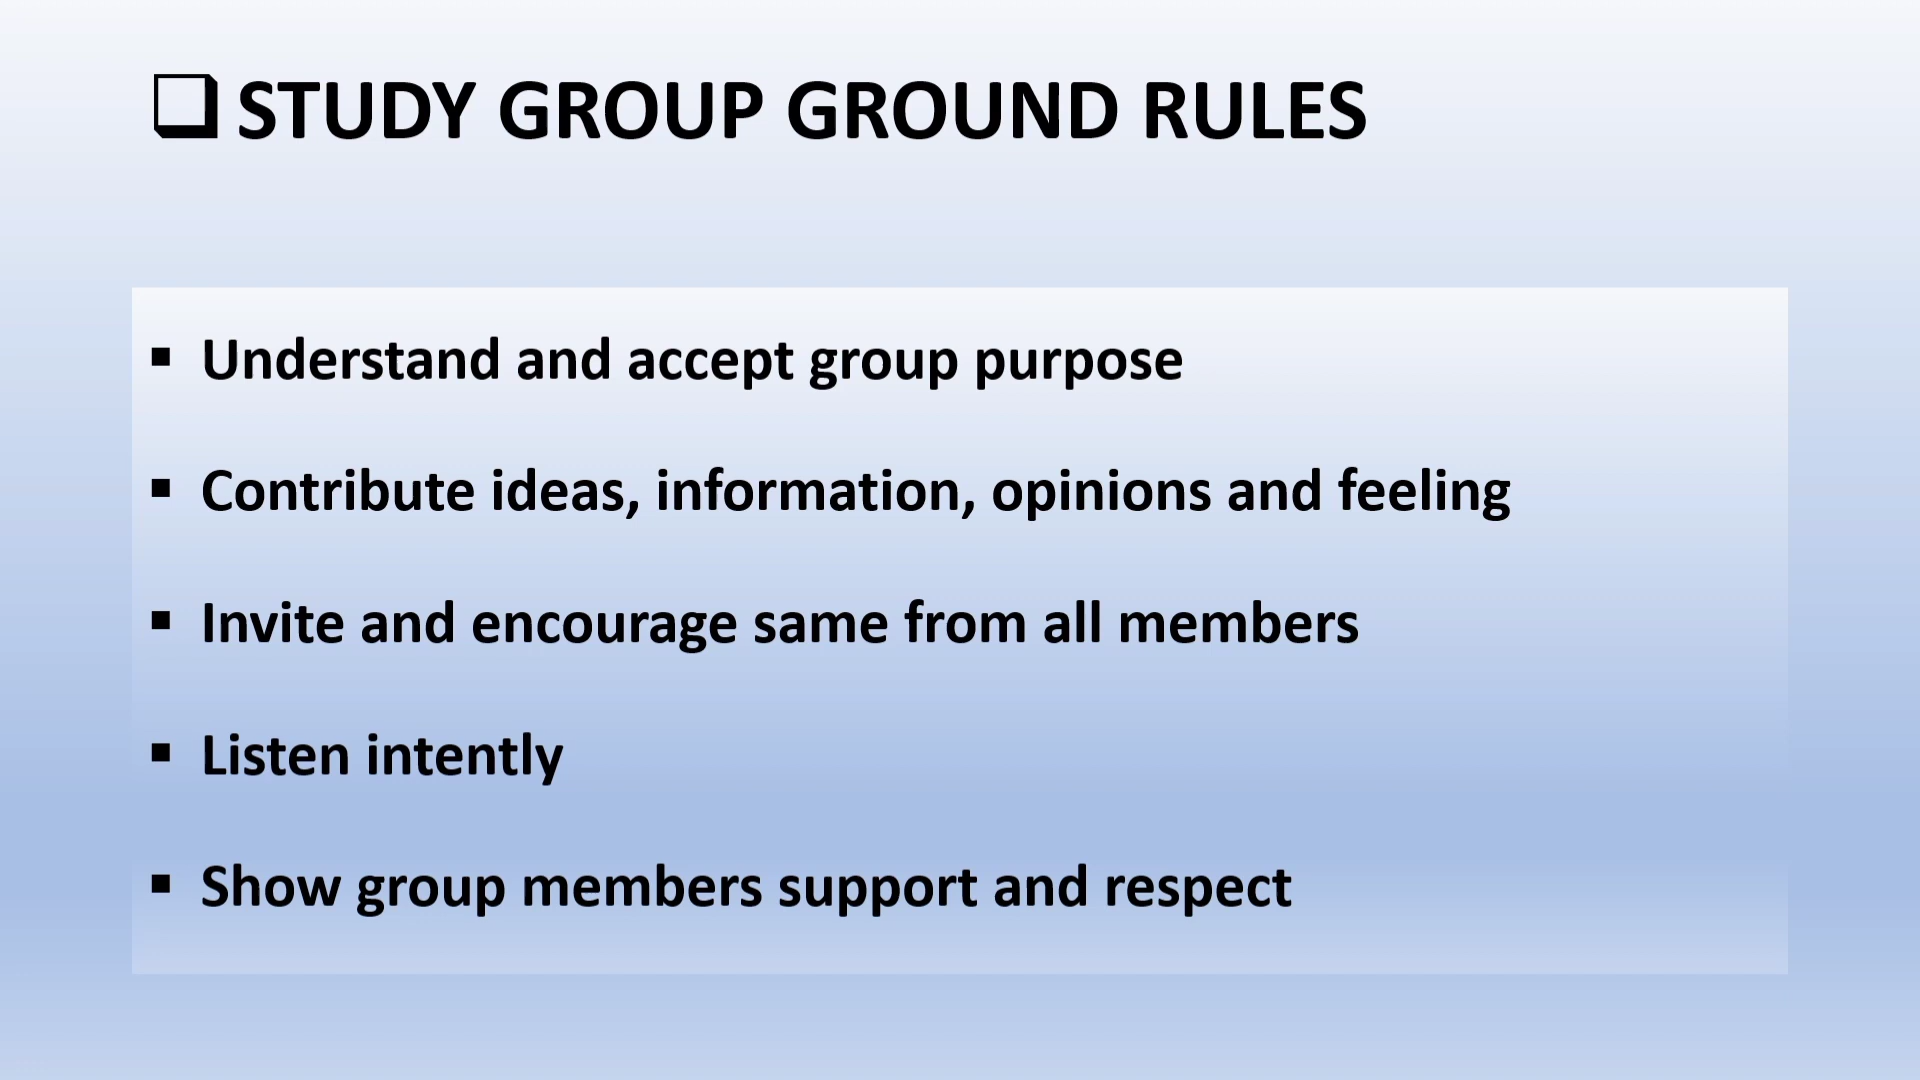 ❑ STUDY GROUP GROUND RULES
▪ Understand and accept group purpose
▪ Contribute ideas, information, opinions and feeling
▪ Invite and encourage same from all members
▪ Listen intently
▪ Show group members support and respect